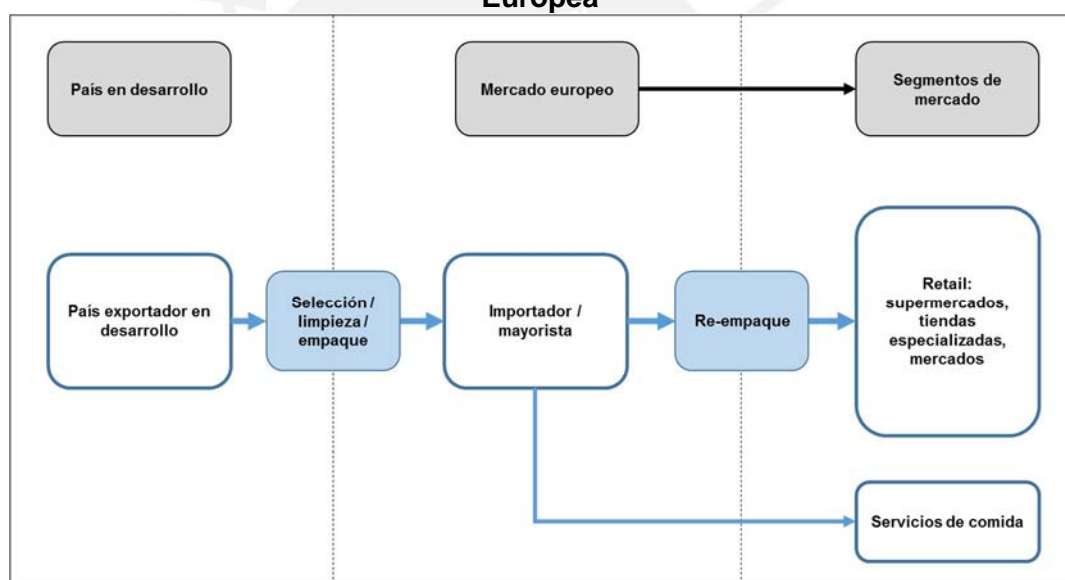 Europea
País en desarrollo
Mercado europeo
Segmentos de
mercado
País exportador en
desarrollo
Selección /
limpieza /
empaque
Importador /
mayorista
Re-empaque
Retail:
supermercados,
tiendas
especializadas,
mercados
Servicios de comida